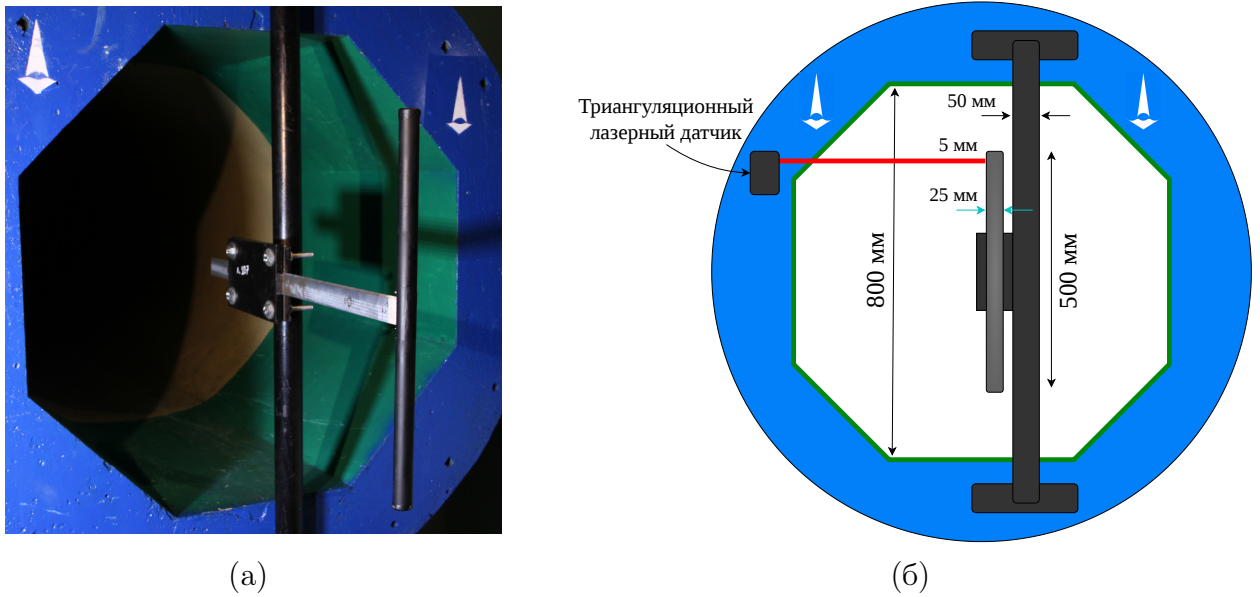 Триангуляционный
лазерный датчик
50 мм
5 мм
25 мм
800 мм
500 мм
(а)
(б)